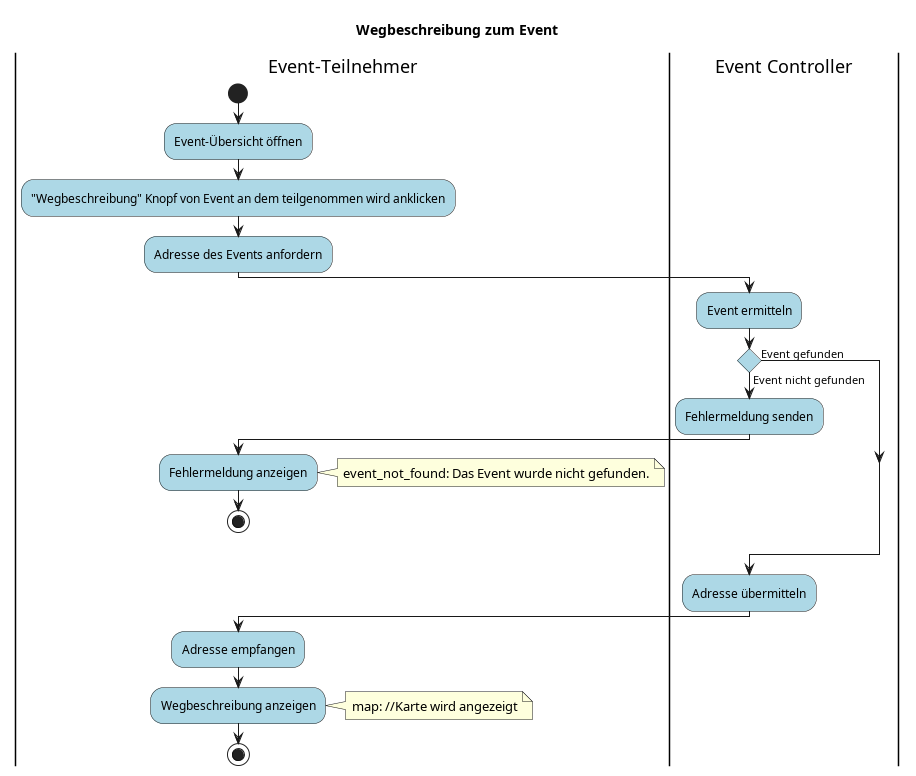 Wegbeschreibung zum Event
Event-Teilnehmer
Event Controller
Event-Übersicht öffnen
"Wegbeschreibung" Knopf von Event an dem teilgenommen wird anklicken
Adresse des Events anfordern
Event ermitteln
Event gefunden
Event nicht gefunden
Fehlermeldung senden
Fehlermeldung anzeigen
event_not_found: Das Event wurde nicht gefunden.
Adresse übermitteln
Adresse empfangen
Wegbeschreibung anzeigen
map: //Karte wird angezeigt